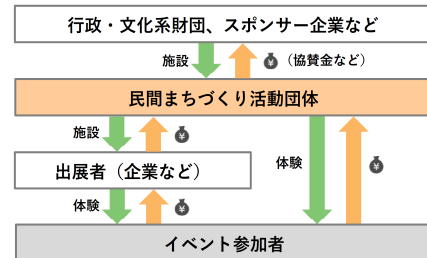 行政・文化系財団、スポンサー企業など
施設
¥
（協賛金など）
民間まちづくり活動団体
施設
¥
体験
¥
出展者（企業など）
体験
¥
イベント参加者